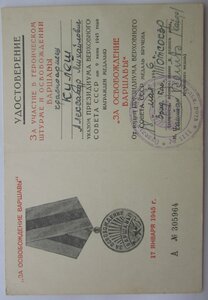 УДОСТОВЕРЕНИЕ
ЗА УЧАСТИЕ В ГЕРОИЧЕСКОМ
ШТУРМЕ И ОСВОБОЖДЕНИИ
ВАРШАВЫ
Кулеш
Александр
УКАЗОМ ПРЕЗИДИУМА ВЕРХОВНОГО
СОВЕТА СССР от 9 июня 1945 года
НАГРАЖДЕН МЕДАЛЬЮ
„ЗА ОСВОБОЖДЕНИЕ
ВАРШАВЫ“
От имени ПРЕЗИДИУМА ВЕРХОВНОГО
СОВЕТА СССР МЕДАЛЬ ВРУЧЕНА
„ЗА ОСВОБОЖДЕНИЕ ВАРШАВЫ“
17 ЯНВАРЯ 1945 г.
А № 305964